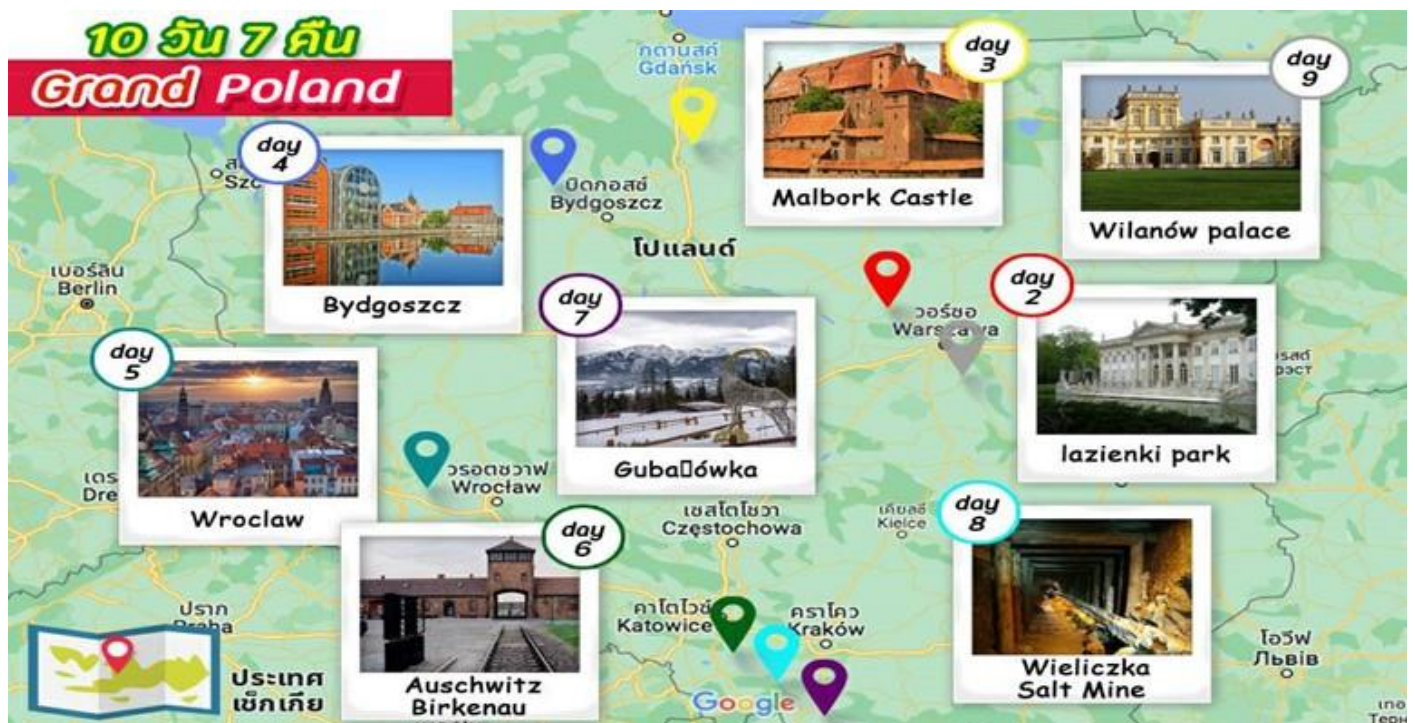 10 วัน 7 คืน
Grand Poland
กดานสค์
Gdańsk
day
3
Malbork Castle
day
9
Wilanów palace
day
4
Bydgoszcz
บิดกอสช์
Bydgoszcz
โปแลนด์
เบอร์ลิน
Berlin
day
7
Guba□ówka
วอร์ซอ
Warszawa
day
2
lazienki park
day
5
Wroclaw
วรอตซวาฟ
Wrocław
เชสโตโชวา
Częstochowa
เคียลซี
Kielce
day
6
Auschwitz
Birkenau
คาโตไวซ์
Katowice
คราโคว
Kraków
day
8
Wieliczka
Salt Mine
ปราก
Praha
ประเทศ
เช็กเกีย
Google
โอวีฟ
Львів